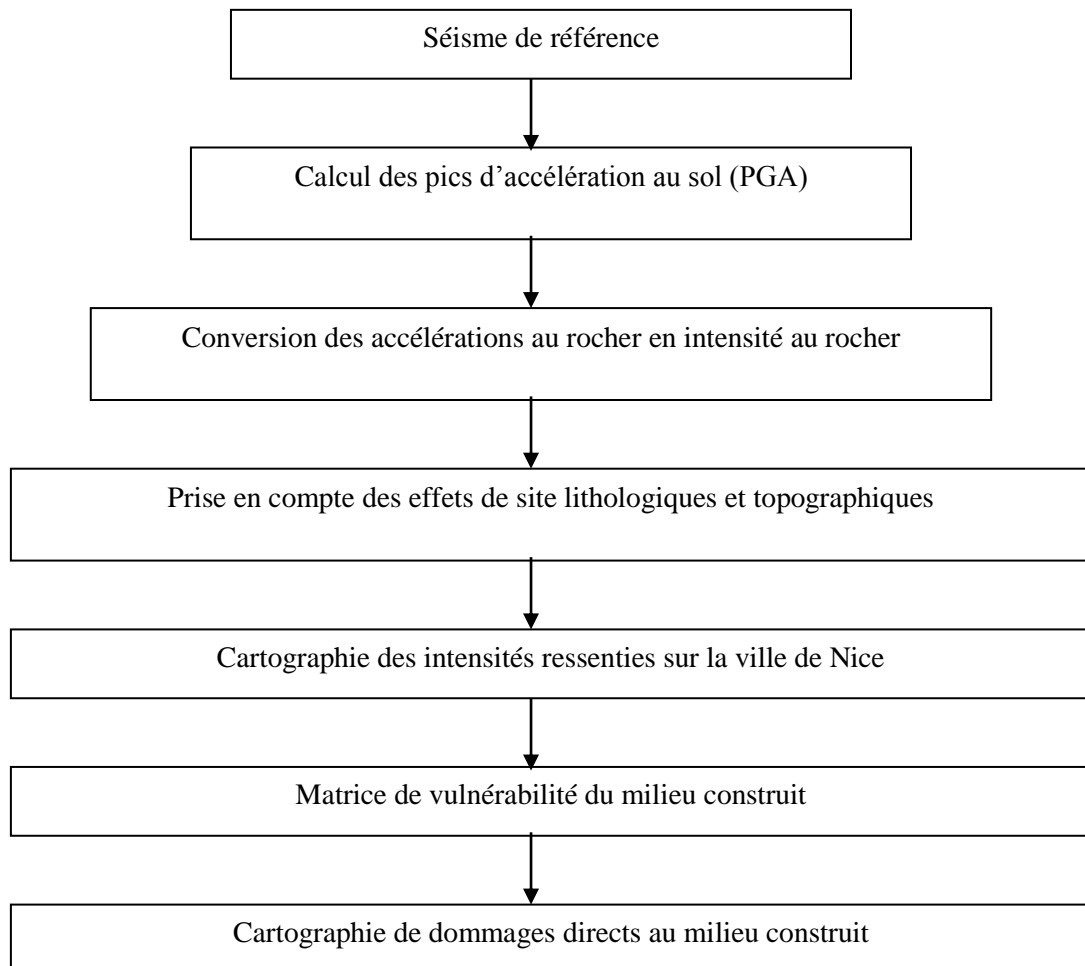 Séisme de référence
Calcul des pics d’accélération au sol (PGA)
Conversion des accélérations au rocher en intensité au rocher
Prise en compte des effets de site lithologiques et topographiques
Cartographie des intensités ressenties sur la ville de Nice
Matrice de vulnérabilité du milieu construit
Cartographie de dommages directs au milieu construit